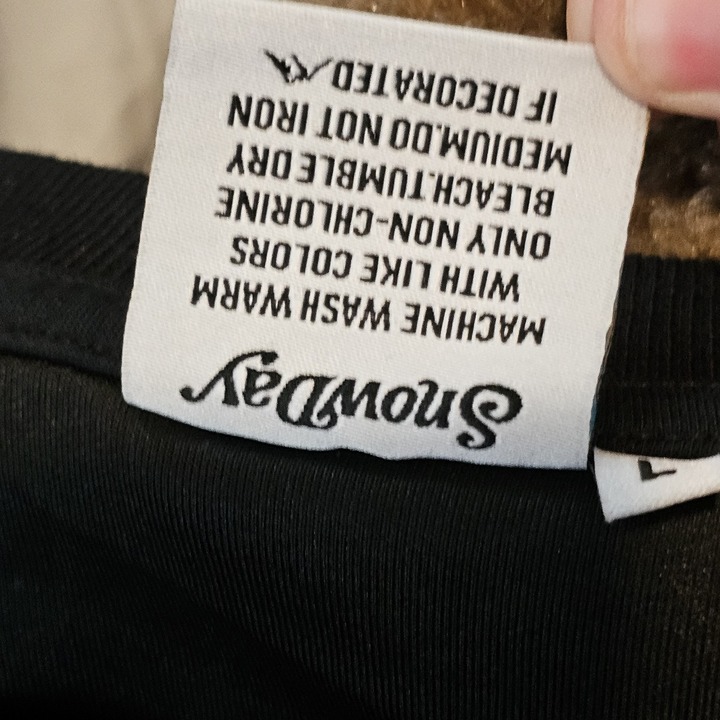 SnowDay
MACHINE WASH WARM
WITH LIKE COLORS
ONLY NON-CHLORINE
BLEACH.TUMBLE DRY
MEDIUM.DO NOT IRON
IF DECORATED